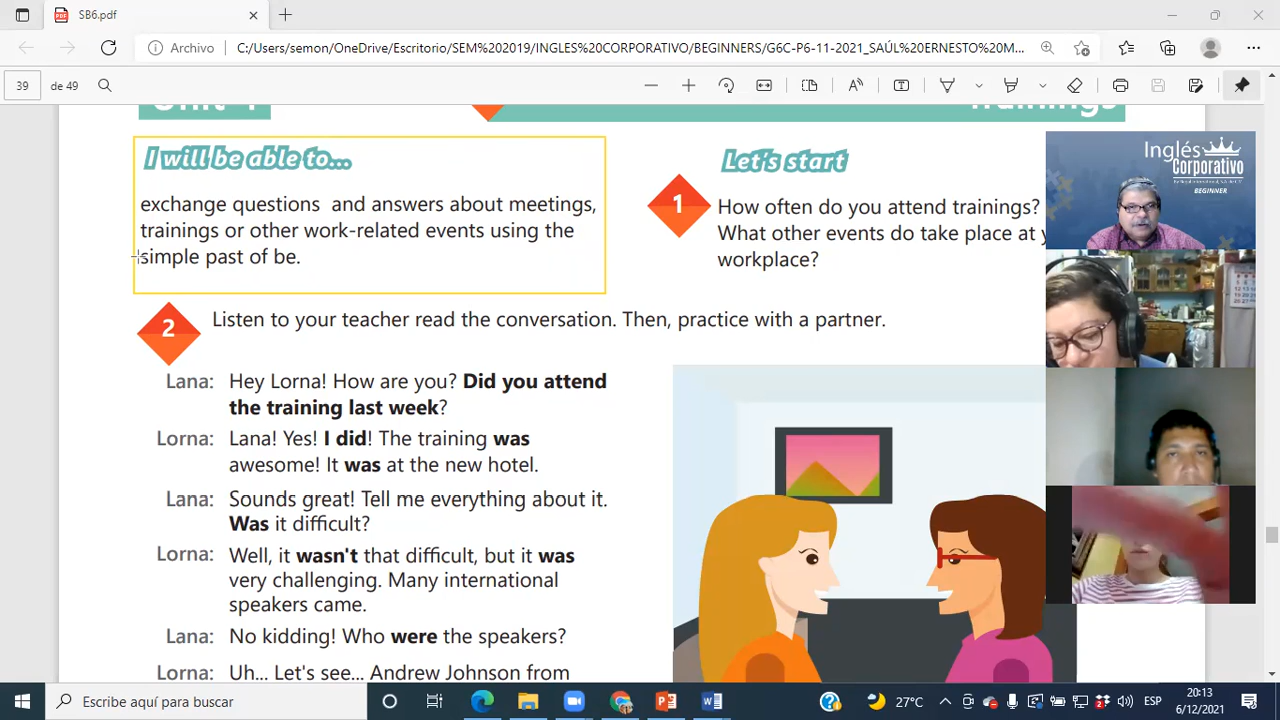 SB6.pdf
Archivo
C:/Users/semon/OneDrive/Escritorio/SEM%202019/INGLES%20CORPORATIVO/BEGINNERS/G6C-P6-11-2021_SAÚL%20ERNESTO%20M...
39 de 49
Trainings
I will be able to...
exchange questions and answers about meetings,
trainings or other work-related events using the
simple past of be.
Let's start
1
How often do you attend trainings?
What other events do take place at y
workplace?
Inglés
Corporativo
BEGINNER
2
Listen to your teacher read the conversation. Then, practice with a partner.
Lana: Hey Lorna! How are you? Did you attend
the training last week?
Lorna: Lana! Yes! I did! The training was
awesome! It was at the new hotel.
Lana: Sounds great! Tell me everything about it.
Was it difficult?
Lorna: Well, it wasn't that difficult, but it was
very challenging. Many international
speakers came.
Lana: No kidding! Who were the speakers?
Lorna: Uh... Let's see... Andrew Johnson from
Escribe aquí para buscar
27°C
ESP
20:13
6/12/2021